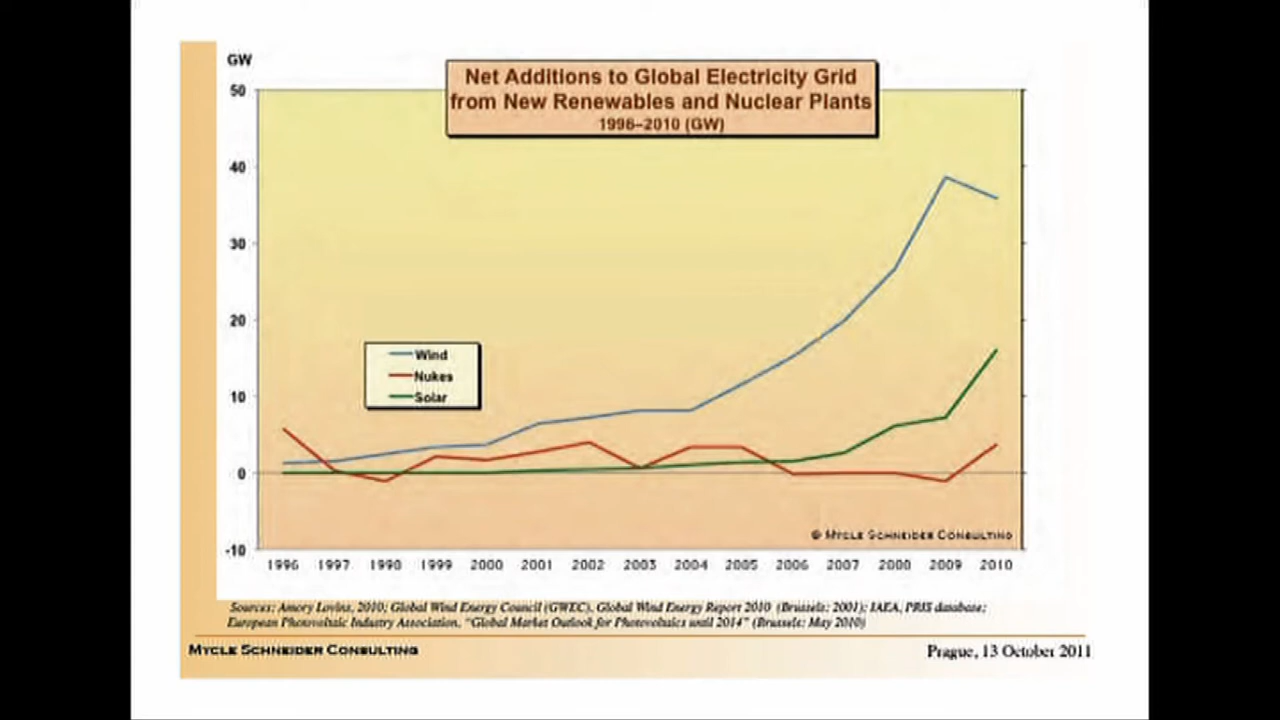 GW
Net Additions to Global Electricity Grid
from New Renewables and Nuclear Plants
1996–2010 (GW)
50
40
30
20
10
0
-10
Wind
Nukes
Solar
© Mycle Schneider Consulting
1996 1997 1998 1999 2000 2001 2002 2003 2004 2005 2006 2007 2008 2009 2010
Sources: Amory Lovins, 2010; Global Wind Energy Council (GWEC), Global Wind Energy Report 2010 (Brussels: 2001); IAEA, PRIS database;
European Photovoltaic Industry Association, "Global Market Outlook for Photovoltaics until 2014" (Brussels: May 2010)
Mycle Schneider Consulting
Prague, 13 October 2011